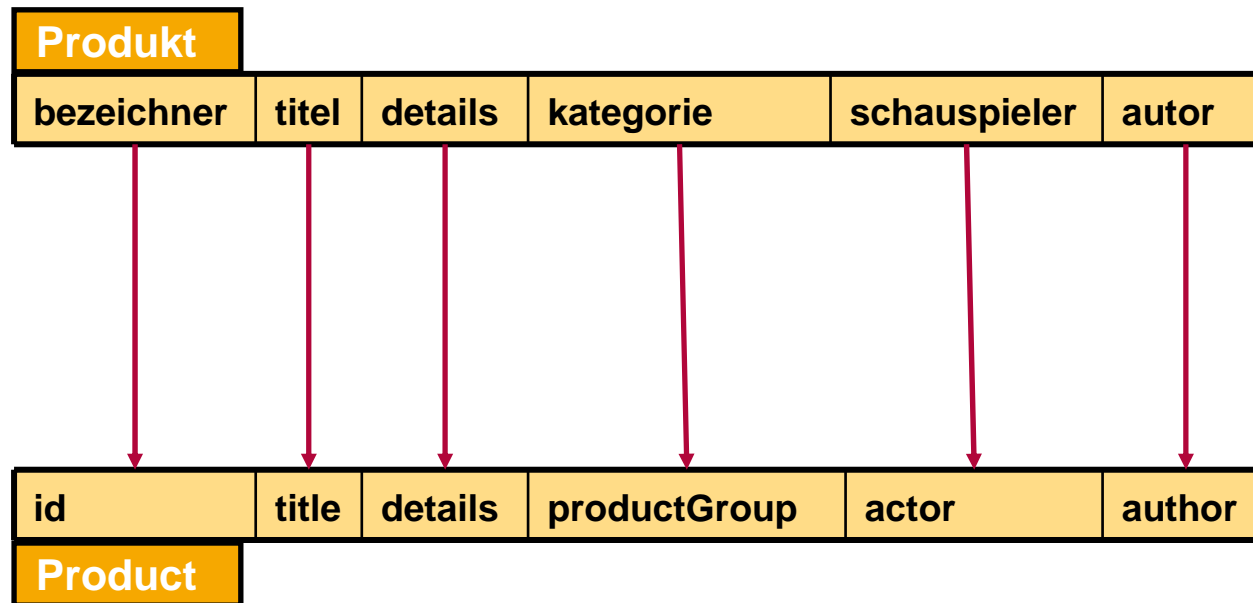 Produkt
bezeichner titel details kategorie schauspieler autor
id title details productGroup actor author
Product